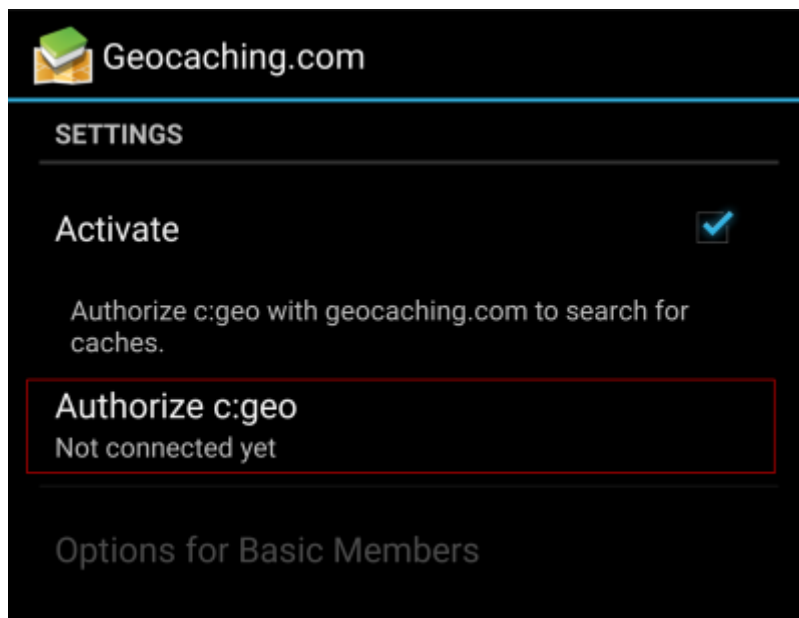 Geocaching.com
SETTINGS
Activate
Authorize c:geo with geocaching.com to search for
caches.
Authorize c:geo
Not connected yet
Options for Basic Members